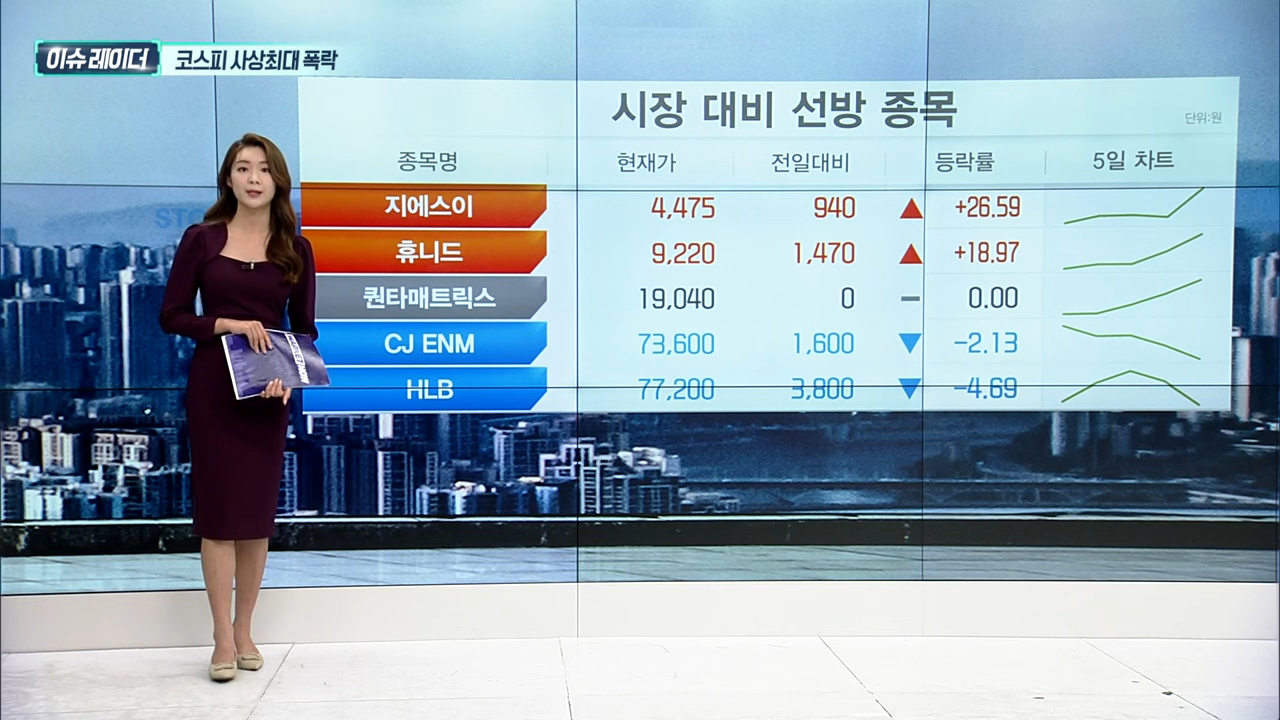 이슈 레이더 코스피 사상최대 폭락
시장 대비 선방 종목
단위:원
종목명 현재가 전일대비 등락률 5일 차트
지에스이 4,475 940 ▲ +26.59
휴니드 9,220 1,470 ▲ +18.97
퀀타매트릭스 19,040 0 - 0.00
CJ ENM 73,600 1,600 ▼ -2.13
HLB 77,200 3,800 ▼ -4.69